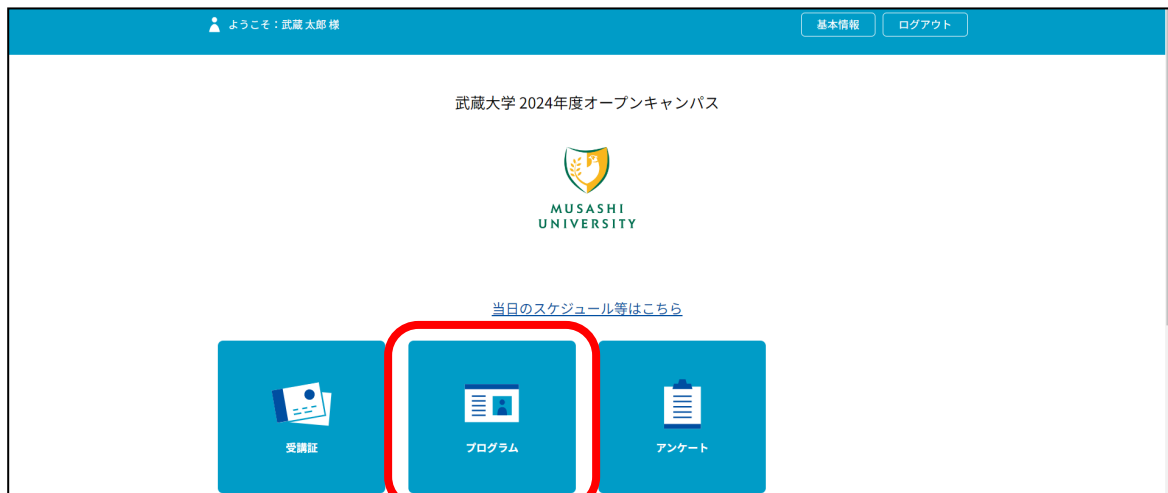 ようこそ:武蔵 太郎 様
基本情報
ログアウト
武蔵大学 2024年度オープンキャンパス
MUSASHI
UNIVERSITY
当日のスケジュール等はこちら
受講証
プログラム
アンケート